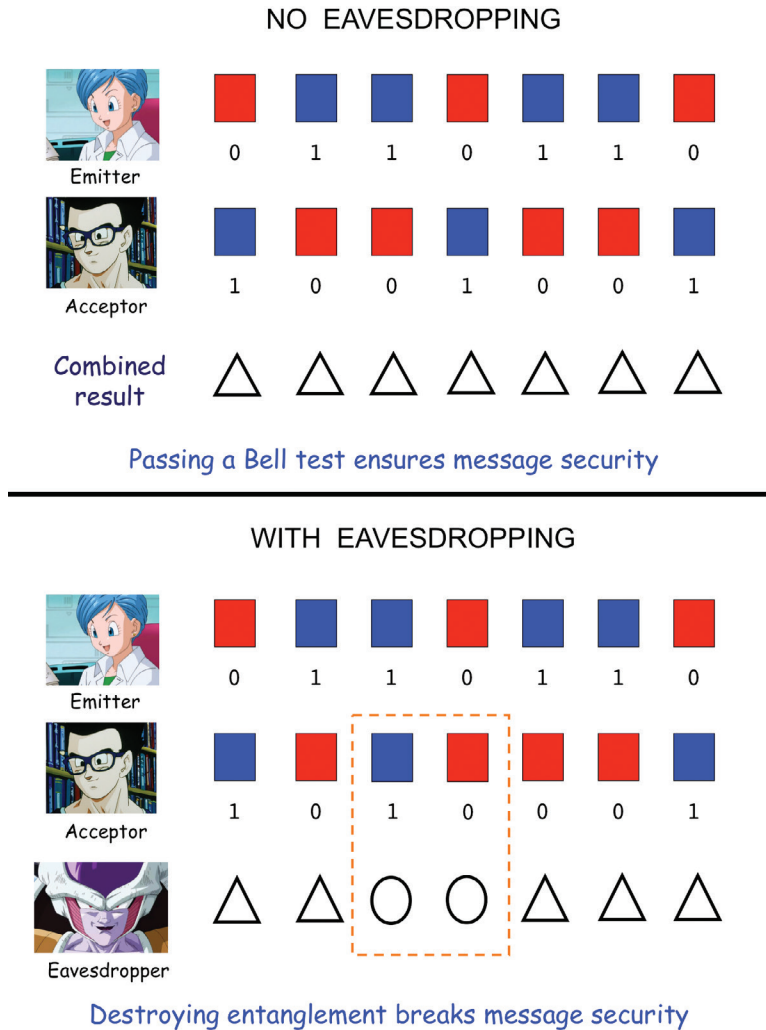 NO EAVESDROPPING
0 1 1 0 1 1 0
Emitter
1 0 0 1 0 0 1
Acceptor
Combined
result
Passing a Bell test ensures message security
WITH EAVESDROPPING
0 1 1 0 1 1 0
Emitter
1 0 1 0 0 0 1
Acceptor
Eavesdropper
Destroying entanglement breaks message security